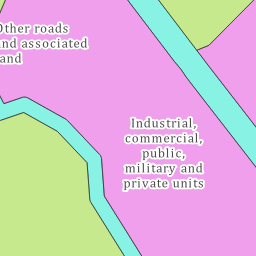 Other roads
and associated
land
Industrial,
commercial,
public,
military and
private units